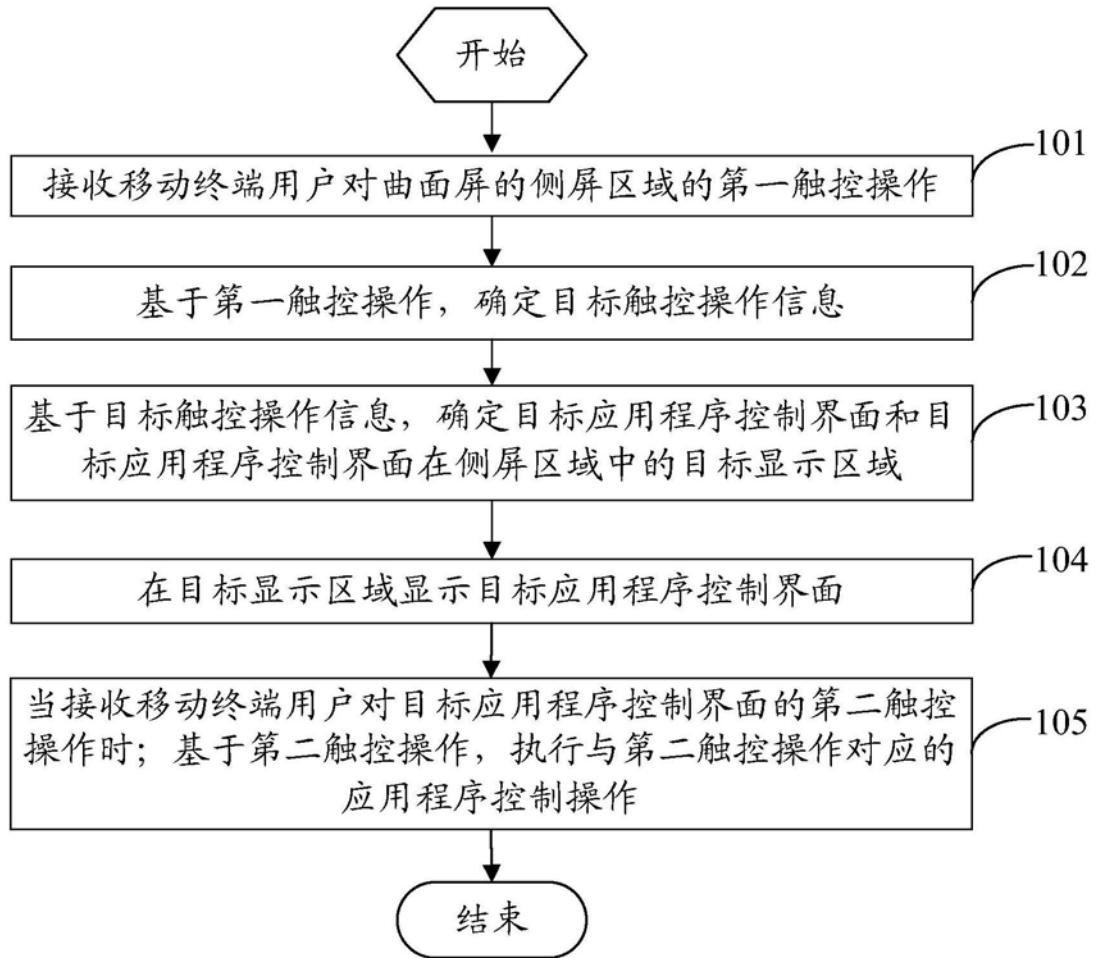 开始
101
接收移动终端用户对曲面屏的侧屏区域的第一触控操作
102
基于第一触控操作，确定目标触控操作信息
103
基于目标触控操作信息，确定目标应用程序控制界面和目
标应用程序控制界面在侧屏区域中的目标显示区域
104
在目标显示区域显示目标应用程序控制界面
105
当接收移动终端用户对目标应用程序控制界面的第二触控
操作时；基于第二触控操作，执行与第二触控操作对应的
应用程序控制操作
结束